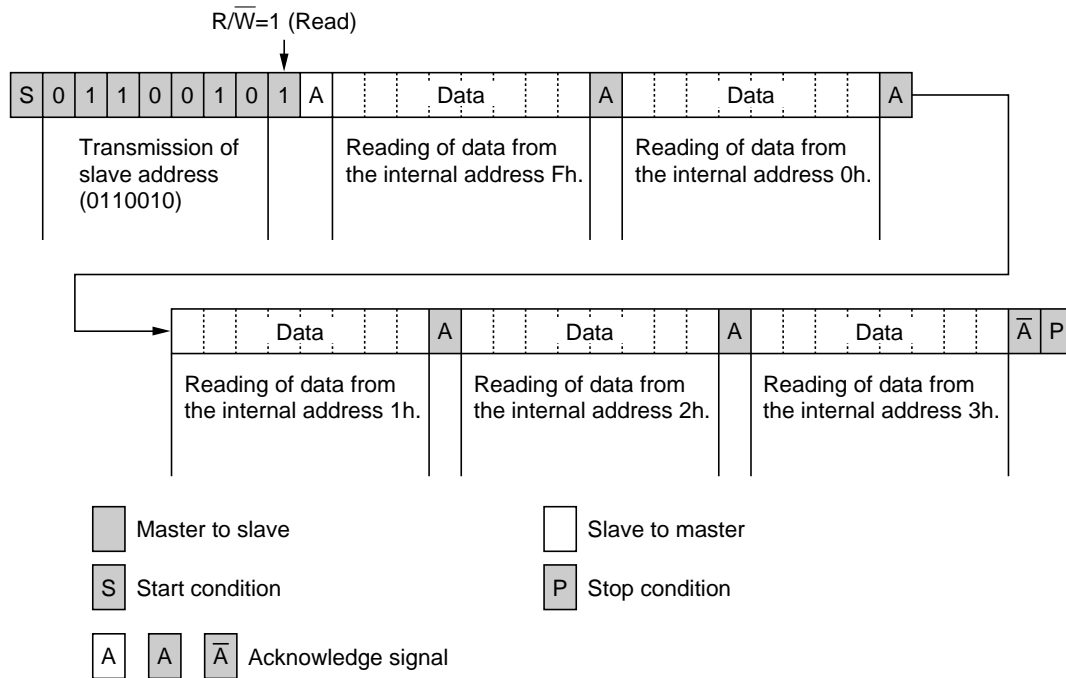 R/W̅=1 (Read)
S 0 1 1 0 0 1 0 1 A Data A Data A
Transmission of
slave address
(0110010)
Reading of data from
the internal address Fh.
Reading of data from
the internal address 0h.
Data A Data A Data A̅ P
Reading of data from
the internal address 1h.
Reading of data from
the internal address 2h.
Reading of data from
the internal address 3h.
Master to slave
Slave to master
S Start condition
P Stop condition
A A A̅ Acknowledge signal